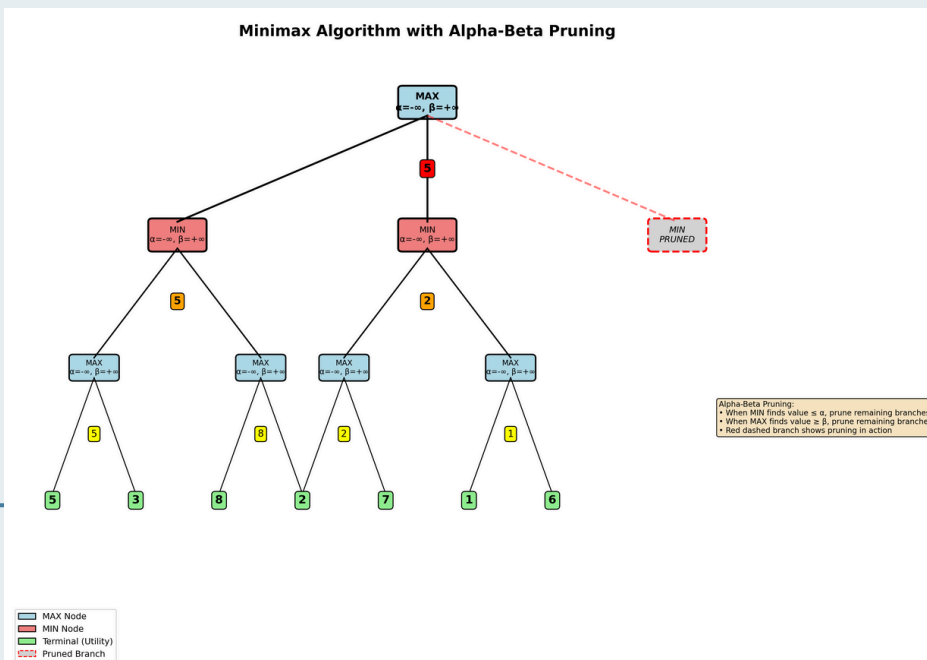 Minimax Algorithm with Alpha-Beta Pruning
MAX
α=-∞, β=+∞
5
MIN
α=-∞, β=+∞
MIN
α=-∞, β=+∞
MIN
PRUNED
5
2
MAX
α=-∞, β=+∞
MAX
α=-∞, β=+∞
MAX
α=-∞, β=+∞
MAX
α=-∞, β=+∞
Alpha-Beta Pruning:
• When MIN finds value ≤ α, prune remaining branches
• When MAX finds value ≥ β, prune remaining branches
• Red dashed branch shows pruning in action
5
8
2
1
5
3
8
2
7
1
6
MAX Node
MIN Node
Terminal (Utility)
Pruned Branch